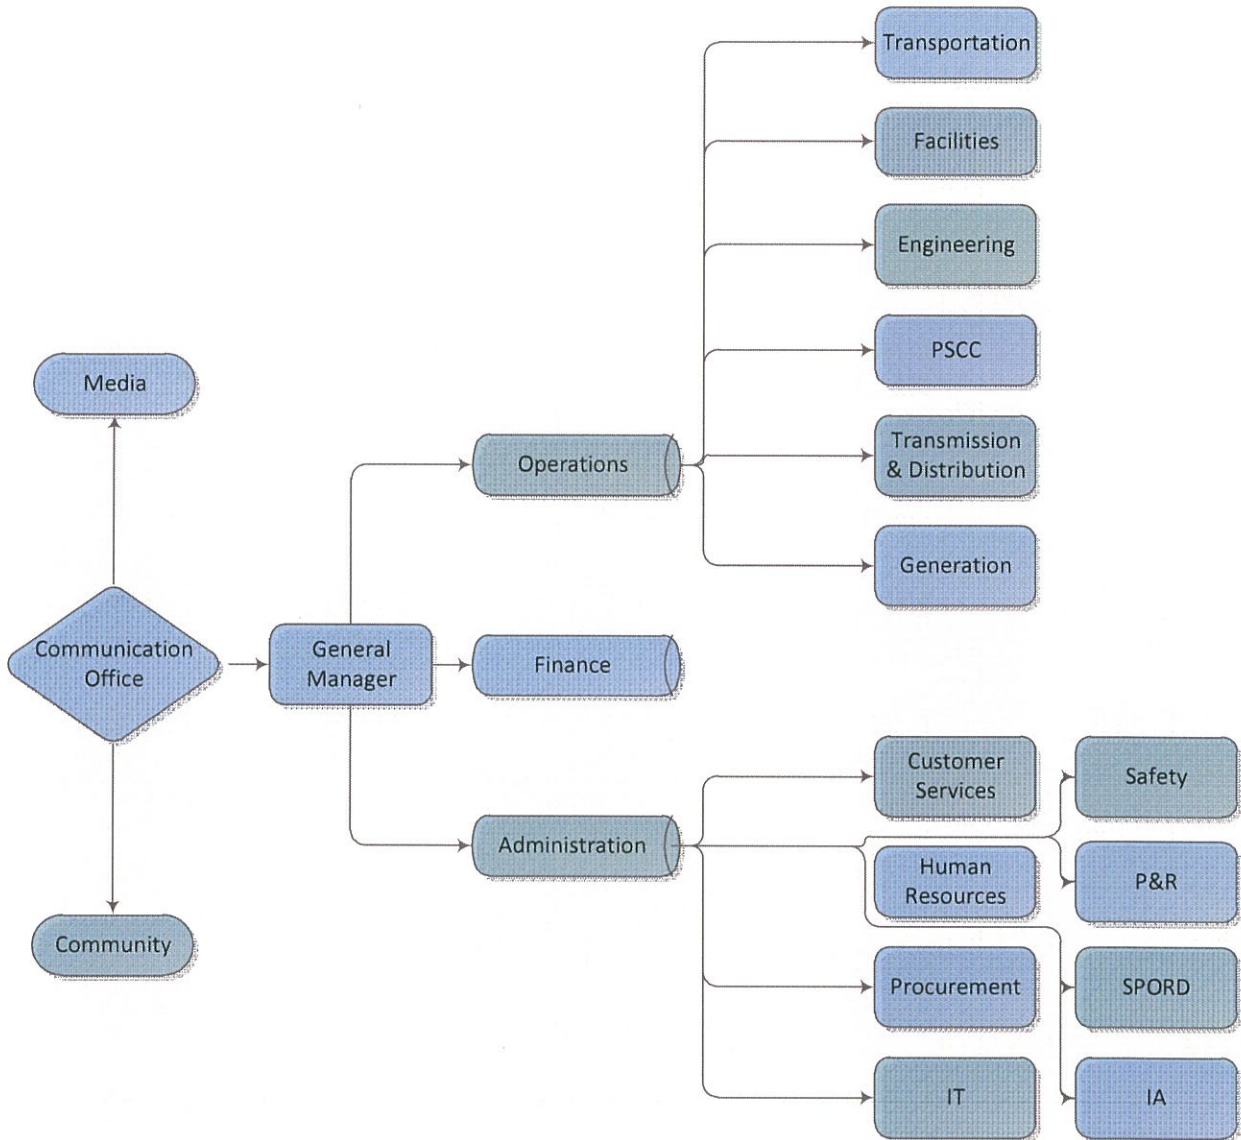 Transportation
Facilities
Engineering
PSCC
Media
Transmission
& Distribution
Operations
Generation
Communication
Office
General
Manager
Finance
Customer
Services
Safety
Administration
Human
Resources
P&R
Community
Procurement
SPORD
IT
IA